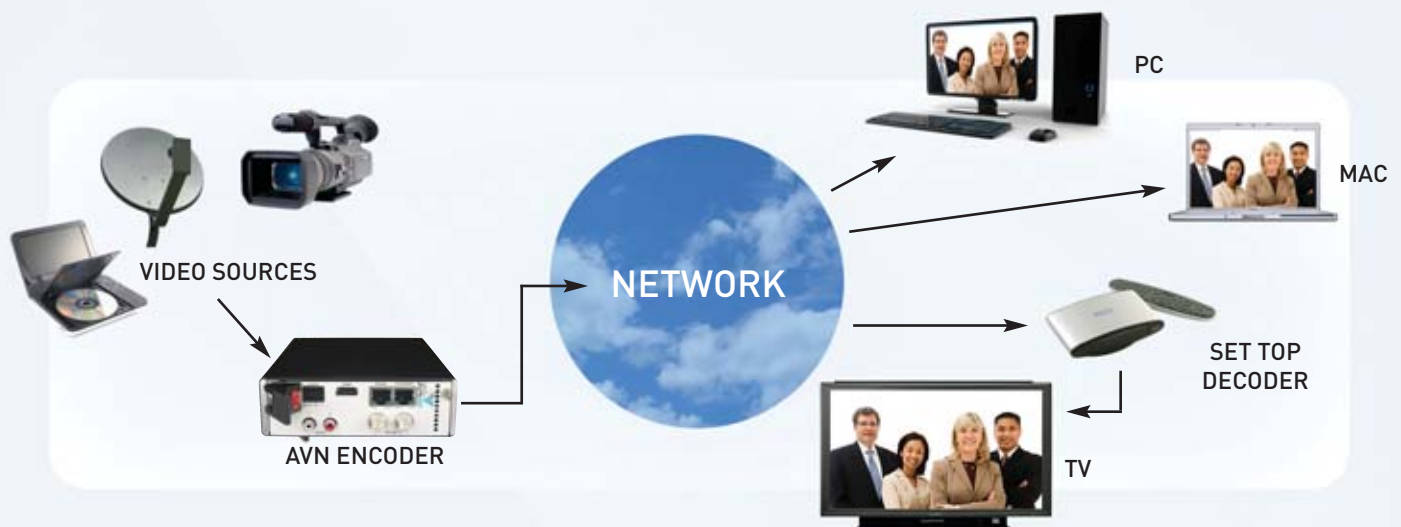 PC
MAC
VIDEO SOURCES
NETWORK
SET TOP
DECODER
AVN ENCODER
TV